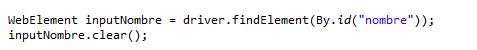 WebElement inputNombre = driver.findElement(By.id("nombre"));
inputNombre.clear();